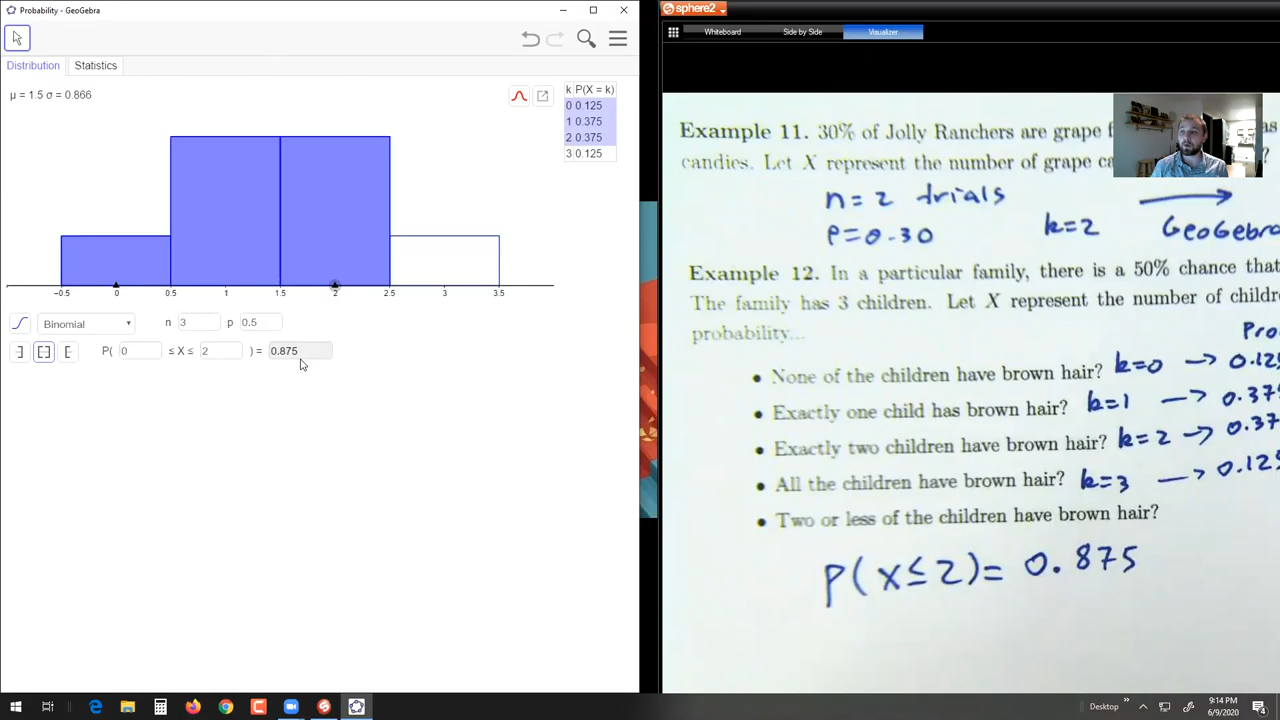 Probability - GeoGebra
Distribution
Statistics
μ = 1.5 σ = 0.866
k P(X = k)
0 0.125
1 0.375
2 0.375
3 0.125
−0.5 0 0.5 1 1.5 2 2.5 3 3.5
Binomial n 3 p 0.5
P( 0 ≤ X ≤ 2 ) = 0.875
sphere2
Whiteboard Side by Side Visualizer
Example 11. 30% of Jolly Ranchers are grape
candies. Let X represent the number of grape
n = 2 trials
p = 0.30 k = 2 GeoGebra
Example 12. In a particular family, there is a 50% chance that
The family has 3 children. Let X represent the number of
probability...
• None of the children have brown hair? k=0 → 0.125
• Exactly one child has brown hair? k=1 → 0.37
• Exactly two children have brown hair? k=2 → 0.37
• All the children have brown hair? k=3 → 0.125
• Two or less of the children have brown hair?
P(X ≤ 2) = 0.875
Desktop
9:14 PM
6/9/2020